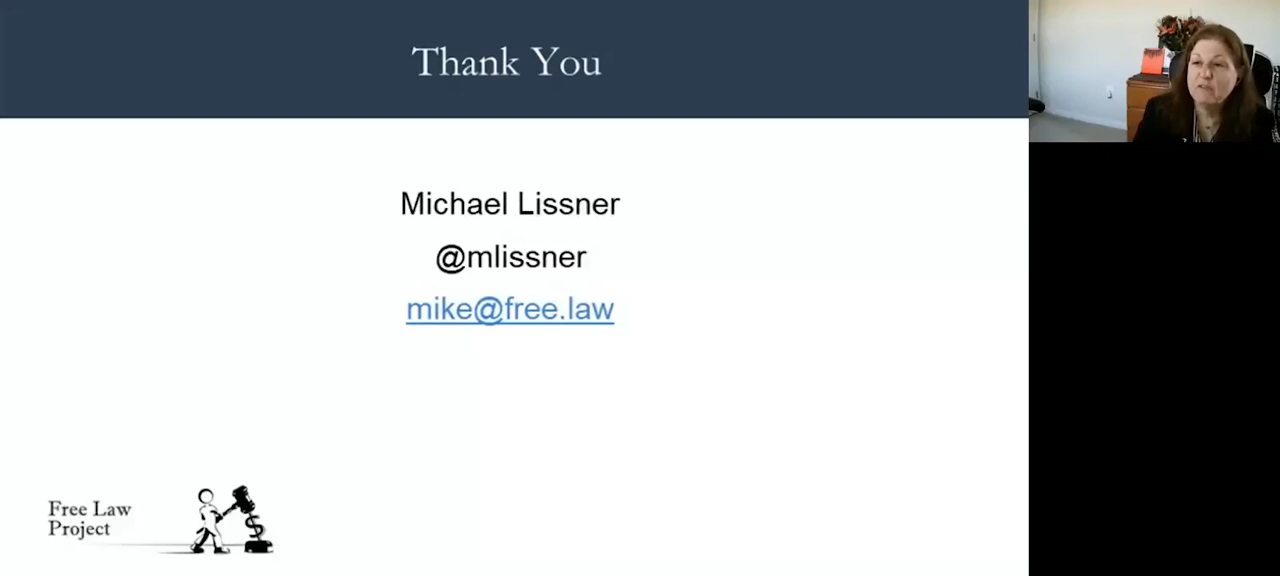 Thank You
Michael Lissner
@mlissner
mike@free.law
Free Law
Project